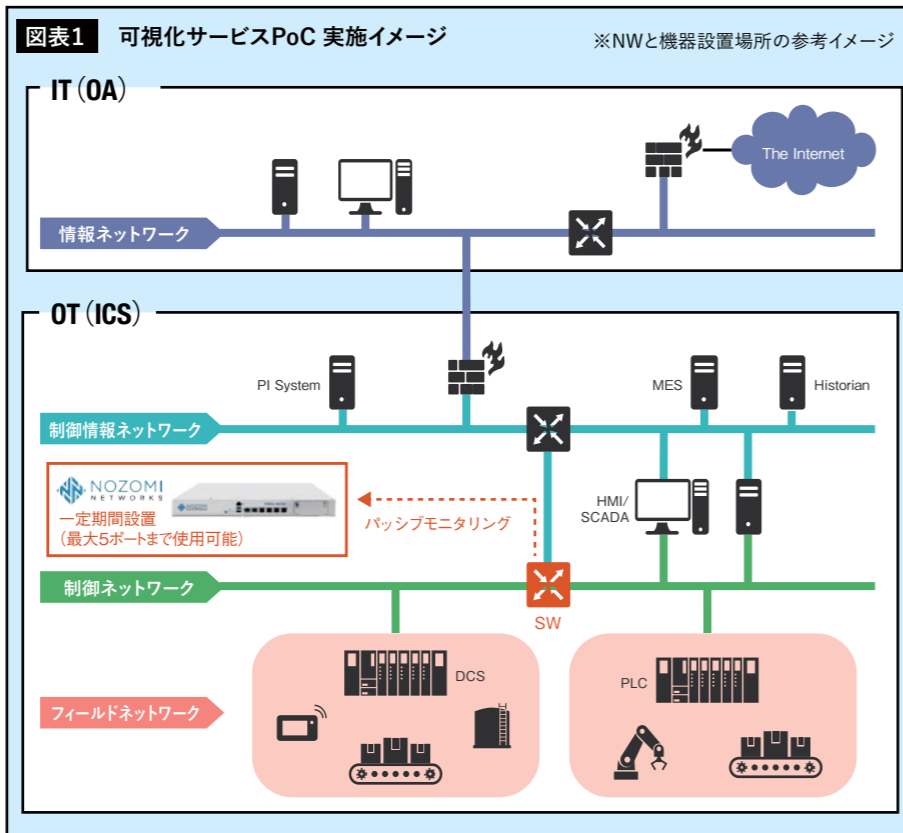 図表1 可視化サービスPoC 実施イメージ
※NWと機器設置場所の参考イメージ
IT（OA）
The Internet
情報ネットワーク
OT（ICS）
PI System
MES
Historian
制御情報ネットワーク
NOZOMI
NETWORKS
一定期間設置
（最大5ポートまで使用可能）
パッシブモニタリング
HMI/
SCADA
制御ネットワーク
SW
DCS
PLC
フィールドネットワーク